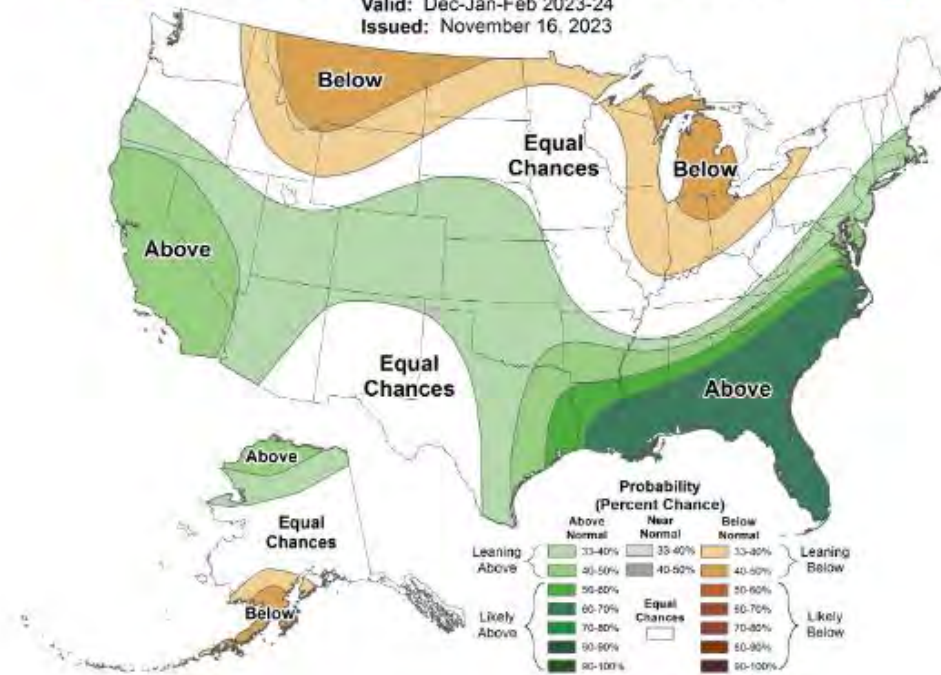 Valid: Dec-Jan-Feb 2023-24
Issued: November 16, 2023
Below
Equal
Chances
Below
Above
Equal
Chances
Above
Above
Equal
Chances
Below
Probability
(Percent Chance)
Above
Normal
Near
Normal
Below
Normal
Leaning
Above
33-40%
33-40%
33-40%
Leaning
Below
40-50%
40-50%
40-50%
Likely
Above
50-60%
60-70%
70-80%
80-90%
90-100%
Equal
Chances
50-60%
60-70%
70-80%
80-90%
90-100%
Likely
Below